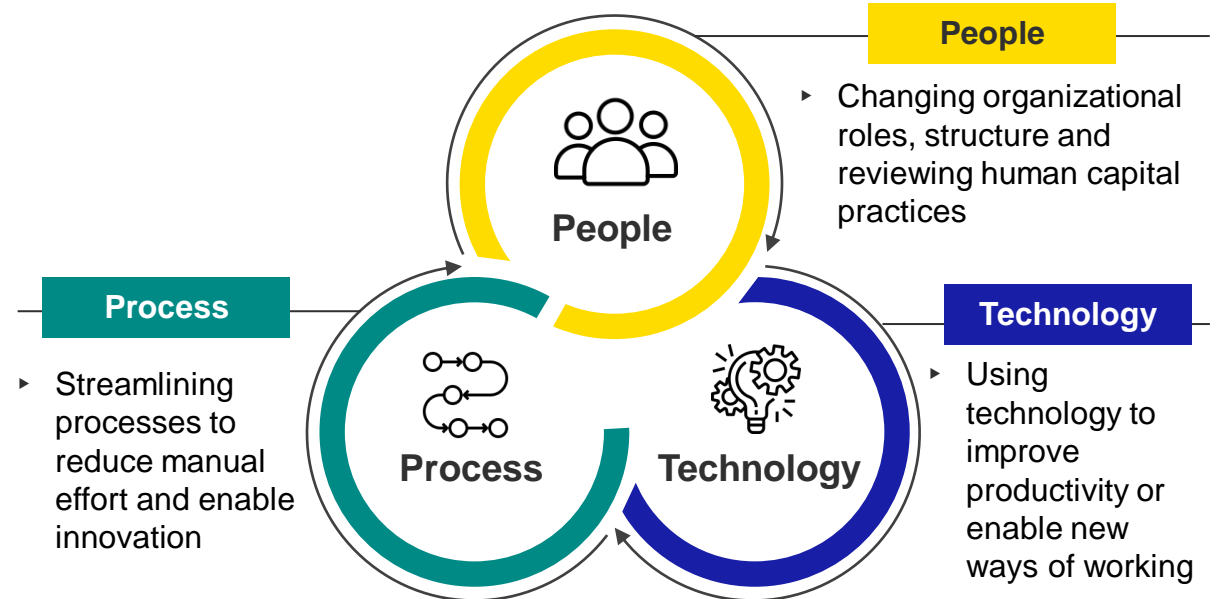 People
▸ Changing organizational
roles, structure and
reviewing human capital
practices
People
Process
▸ Streamlining
processes to
reduce manual
effort and enable
innovation
Process
Technology
Technology
▸ Using
technology to
improve
productivity or
enable new
ways of working